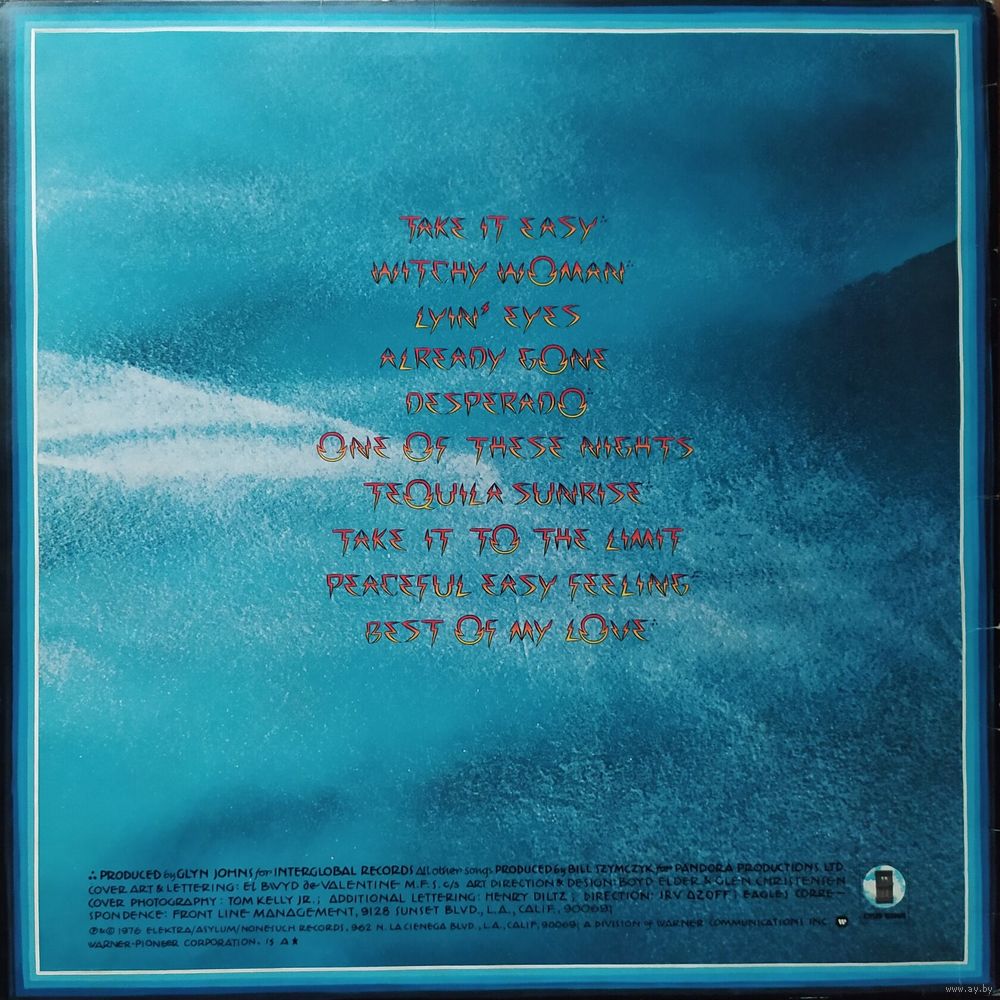 TAKE IT EASY∴
WITCHY WOMAN∴
LYIN' EYES
ALREADY GONE
DESPERADO∴
ONE OF THESE NIGHTS
TEQUILA SUNRISE∴
TAKE IT TO THE LIMIT
PEACEFUL EASY FEELING∴
BEST OF MY LOVE∴
∴ PRODUCED by GLYN JOHNS for INTERGLOBAL RECORDS All other songs PRODUCED by BILL SZYMCZYK for PANDORA PRODUCTIONS, LTD.
COVER ART & LETTERING: EL BWYD de VALENTINE M.F.S. c/s ART DIRECTION & DESIGN: BOYD ELDER & GLEN CHRISTENSEN
COVER PHOTOGRAPHY: TOM KELLY JR.; ADDITIONAL LETTERING: HENRY DILTZ; DIRECTION: IRV AZOFF; EAGLES CORRE-
SPONDENCE: FRONT LINE MANAGEMENT, 9128 SUNSET BLVD., L.A., CALIF. 90069
℗&© 1976 ELEKTRA/ASYLUM/NONESUCH RECORDS, 962 N. LA CIENEGA BLVD., L.A., CALIF. 90069 A DIVISION OF WARNER COMMUNICATIONS INC.
WARNER-PIONEER CORPORATION.
www.ay.by